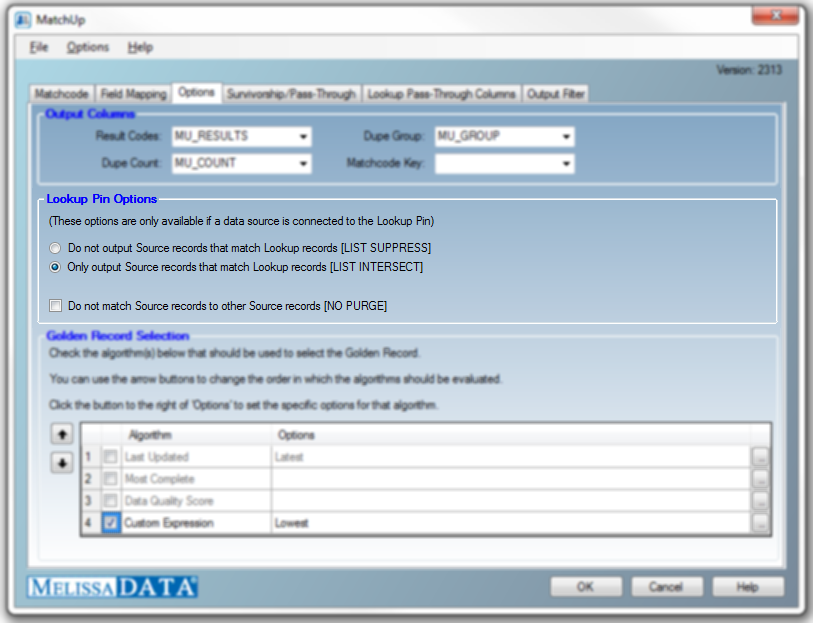 MatchUp
File Options Help
Version: 2313
Matchcode Field Mapping Options Survivorship/Pass-Through Lookup Pass-Through Columns Output Filter
Output Columns
Result Codes: MU_RESULTS Dupe Group: MU_GROUP
Dupe Count: MU_COUNT Matchcode Key:
Lookup Pin Options
(These options are only available if a data source is connected to the Lookup Pin)
Do not output Source records that match Lookup records [LIST SUPPRESS]
Only output Source records that match Lookup records [LIST INTERSECT]
Do not match Source records to other Source records [NO PURGE]
Golden Record Selection
Check the algorithm(s) below that should be used to select the Golden Record.
You can use the arrow buttons to change the order in which the algorithms should be evaluated.
Click the button to the right of 'Options' to set the specific options for that algorithm.
Algorithm Options
1 Last Updated Latest ...
2 Most Complete ...
3 Data Quality Score ...
4 Custom Expression Lowest ...
MELISSA DATA®
OK Cancel Help